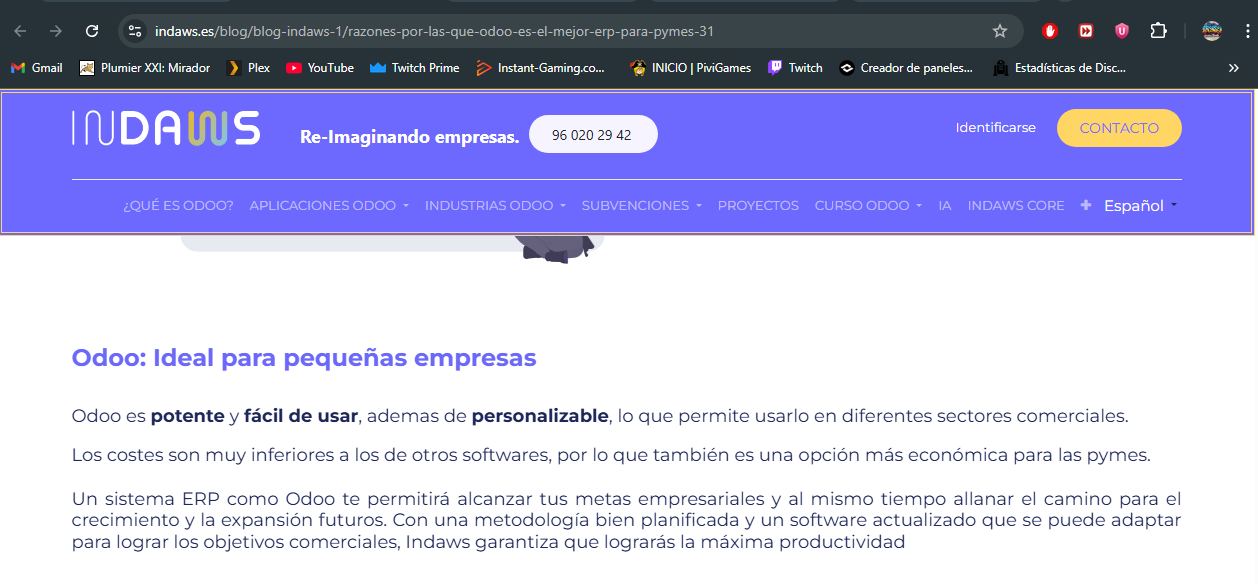 indaws.es/blog/blog-indaws-1/razones-por-las-que-odoo-es-el-mejor-erp-para-pymes-31
Gmail Plumier XXI: Mirador Plex YouTube Twitch Prime Instant-Gaming.co... INICIO | PiviGames Twitch Creador de paneles... Estadísticas de Disc... »
INDAWS Re-Imaginando empresas. 96 020 29 42 Identificarse CONTACTO
¿QUÉ ES ODOO? APLICACIONES ODOO INDUSTRIAS ODOO SUBVENCIONES PROYECTOS CURSO ODOO IA INDAWS CORE + Español
Odoo: Ideal para pequeñas empresas
Odoo es potente y fácil de usar, ademas de personalizable, lo que permite usarlo en diferentes sectores comerciales.
Los costes son muy inferiores a los de otros softwares, por lo que también es una opción más económica para las pymes.
Un sistema ERP como Odoo te permitirá alcanzar tus metas empresariales y al mismo tiempo allanar el camino para el
crecimiento y la expansión futuros. Con una metodología bien planificada y un software actualizado que se puede adaptar
para lograr los objetivos comerciales, Indaws garantiza que lograrás la máxima productividad